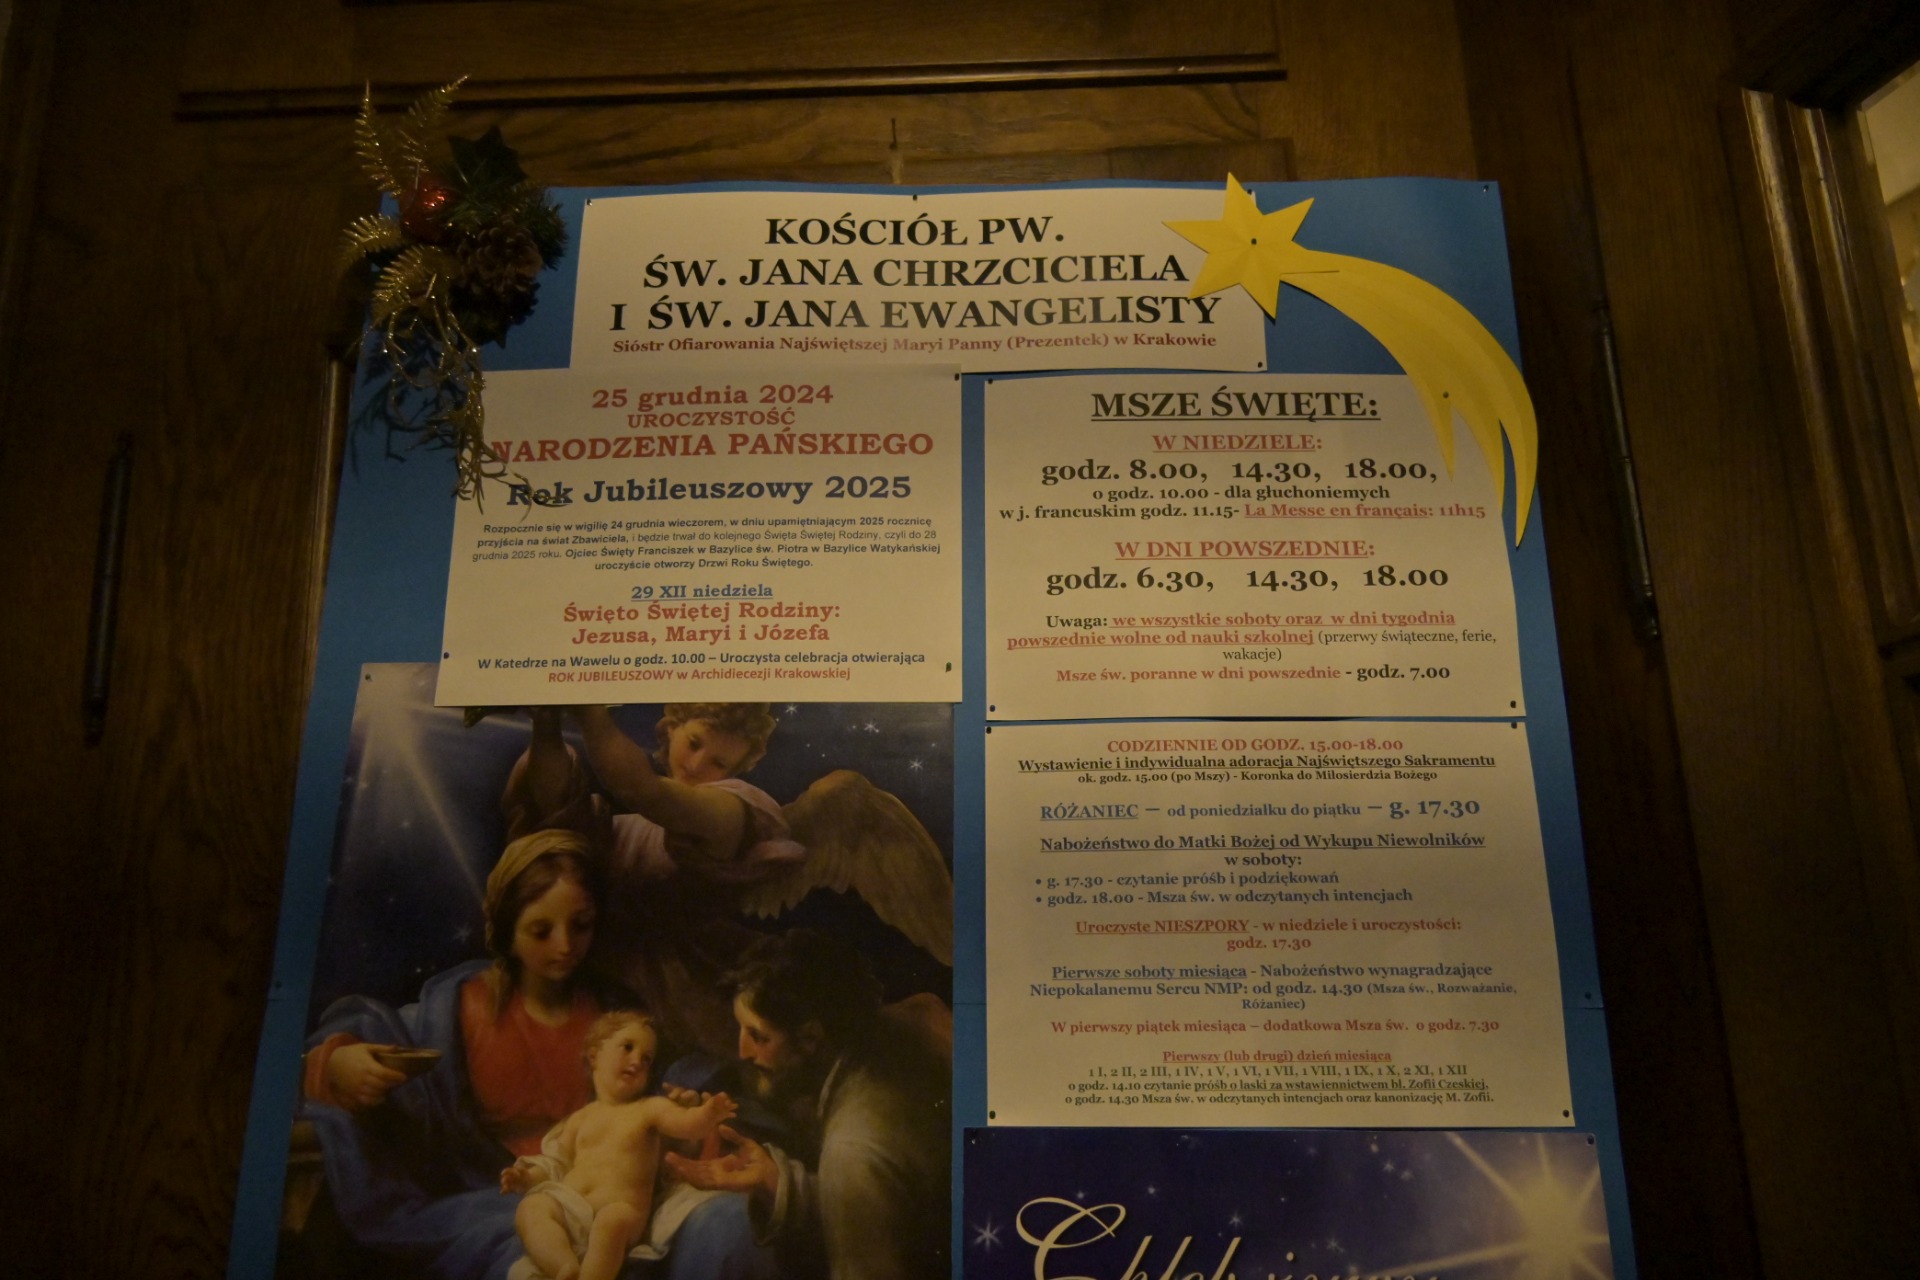 KOŚCIÓŁ PW.
ŚW. JANA CHRZCICIELA
I ŚW. JANA EWANGELISTY
Sióstr Ofiarowania Najświętszej Maryi Panny (Prezentek) w Krakowie
25 grudnia 2024
UROCZYSTOŚĆ
NARODZENIA PAŃSKIEGO
Rok Jubileuszowy 2025
Rozpocznie się w wigilię 24 grudnia wieczorem, w dniu upamiętniającym 2025 rocznicę
przyjścia na świat Zbawiciela, i będzie trwał do kolejnego Święta Świętej Rodziny, czyli do 28
grudnia 2025 roku. Ojciec Święty Franciszek w Bazylice św. Piotra w Bazylice Watykańskiej
uroczyście otworzy Drzwi Roku Świętego.
29 XII niedziela
Święto Świętej Rodziny:
Jezusa, Maryi i Józefa
W Katedrze na Wawelu o godz. 10.00 – Uroczysta celebracja otwierająca
ROK JUBILEUSZOWY w Archidiecezji Krakowskiej
MSZE ŚWIĘTE:
W NIEDZIELE:
godz. 8.00, 14.30, 18.00,
o godz. 10.00 - dla głuchoniemych
w j. francuskim godz. 11.15- La Messe en français: 11h15
W DNI POWSZEDNIE:
godz. 6.30, 14.30, 18.00
Uwaga: we wszystkie soboty oraz w dni tygodnia
powszednie wolne od nauki szkolnej (przerwy świąteczne, ferie,
wakacje)
Msze św. poranne w dni powszednie - godz. 7.00
CODZIENNIE OD GODZ. 15.00-18.00
Wystawienie i indywidualna adoracja Najświętszego Sakramentu
ok. godz. 15.00 (po Mszy) - Koronka do Miłosierdzia Bożego
RÓŻANIEC – od poniedziałku do piątku – g. 17.30
Nabożeństwo do Matki Bożej od Wykupu Niewolników
w soboty:
• g. 17.30 - czytanie próśb i podziękowań
• godz. 18.00 - Msza św. w odczytanych intencjach
Uroczyste NIESZPORY - w niedziele i uroczystości:
godz. 17.30
Pierwsze soboty miesiąca - Nabożeństwo wynagradzające
Niepokalanemu Sercu NMP: od godz. 14.30 (Msza św., Rozważanie,
Różaniec)
W pierwszy piątek miesiąca – dodatkowa Msza św. o godz. 7.30
Pierwszy (lub drugi) dzień miesiąca
1 I, 2 II, 2 III, 1 IV, 1 V, 1 VI, 1 VII, 1 VIII, 1 IX, 1 X, 2 XI, 1 XII
o godz. 14.10 czytanie próśb o łaski za wstawiennictwem bł. Zofii Czeskiej,
o godz. 14.30 Msza św. w odczytanych intencjach oraz kanonizację M. Zofii.